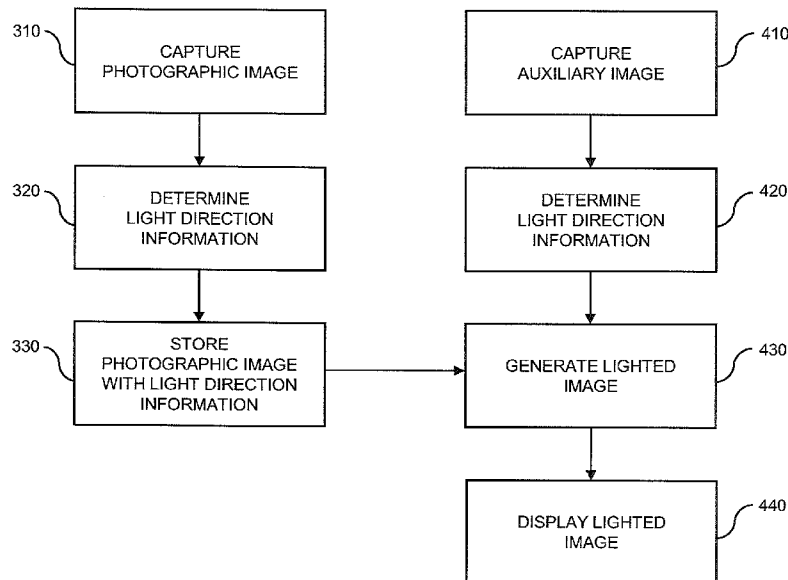 310
CAPTURE
PHOTOGRAPHIC IMAGE
320
DETERMINE
LIGHT DIRECTION
INFORMATION
330
STORE
PHOTOGRAPHIC IMAGE
WITH LIGHT DIRECTION
INFORMATION
CAPTURE
AUXILIARY IMAGE
410
DETERMINE
LIGHT DIRECTION
INFORMATION
420
GENERATE LIGHTED
IMAGE
430
DISPLAY LIGHTED
IMAGE
440